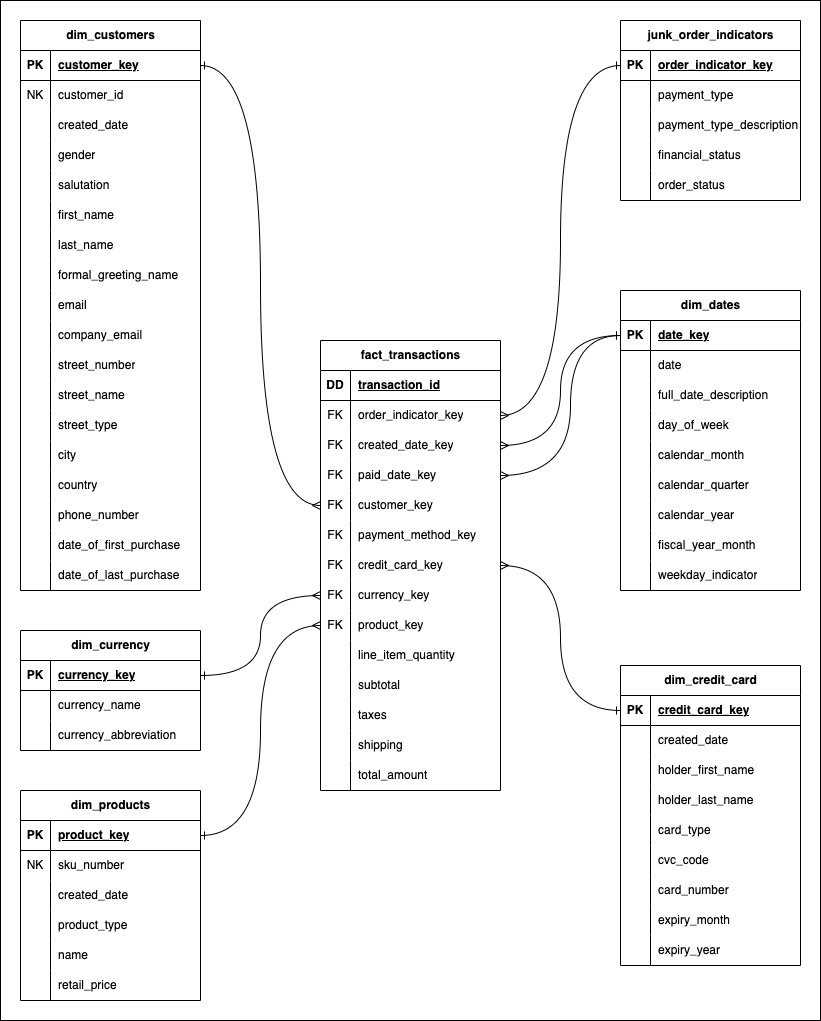 dim_customers
PK customer_key
NK customer_id
created_date
gender
salutation
first_name
last_name
formal_greeting_name
email
company_email
street_number
street_name
street_type
city
country
phone_number
date_of_first_purchase
date_of_last_purchase
dim_currency
PK currency_key
currency_name
currency_abbreviation
dim_products
PK product_key
NK sku_number
created_date
product_type
name
retail_price
fact_transactions
DD transaction_id
FK order_indicator_key
FK created_date_key
FK paid_date_key
FK customer_key
FK payment_method_key
FK credit_card_key
FK currency_key
FK product_key
line_item_quantity
subtotal
taxes
shipping
total_amount
junk_order_indicators
PK order_indicator_key
payment_type
payment_type_description
financial_status
order_status
dim_dates
PK date_key
date
full_date_description
day_of_week
calendar_month
calendar_quarter
calendar_year
fiscal_year_month
weekday_indicator
dim_credit_card
PK credit_card_key
created_date
holder_first_name
holder_last_name
card_type
cvc_code
card_number
expiry_month
expiry_year